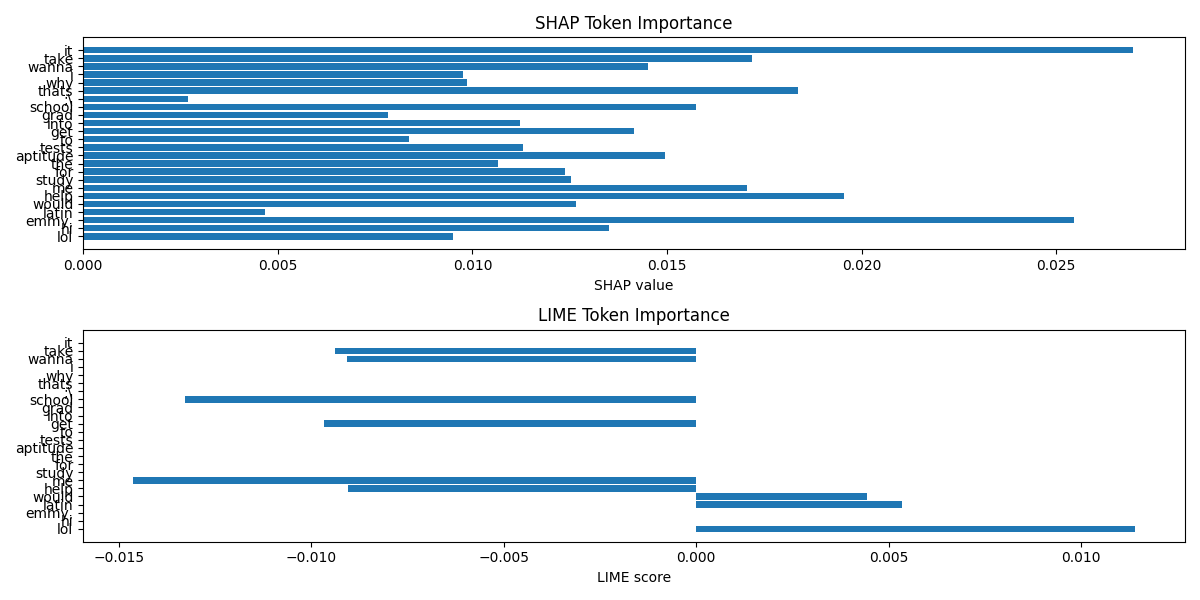 SHAP Token Importance
it
take
wanna
i
why
thats
school
grad
into
get
to
tests
aptitude
the
for
study
me
help
would
latin
emmy.
hi
lol
0.000 0.005 0.010 0.015 0.020 0.025
SHAP value
LIME Token Importance
it
take
wanna
i
why
thats
school
grad
into
get
to
tests
aptitude
the
for
study
me
help
would
latin
emmy.
hi
lol
−0.015 −0.010 −0.005 0.000 0.005 0.010
LIME score